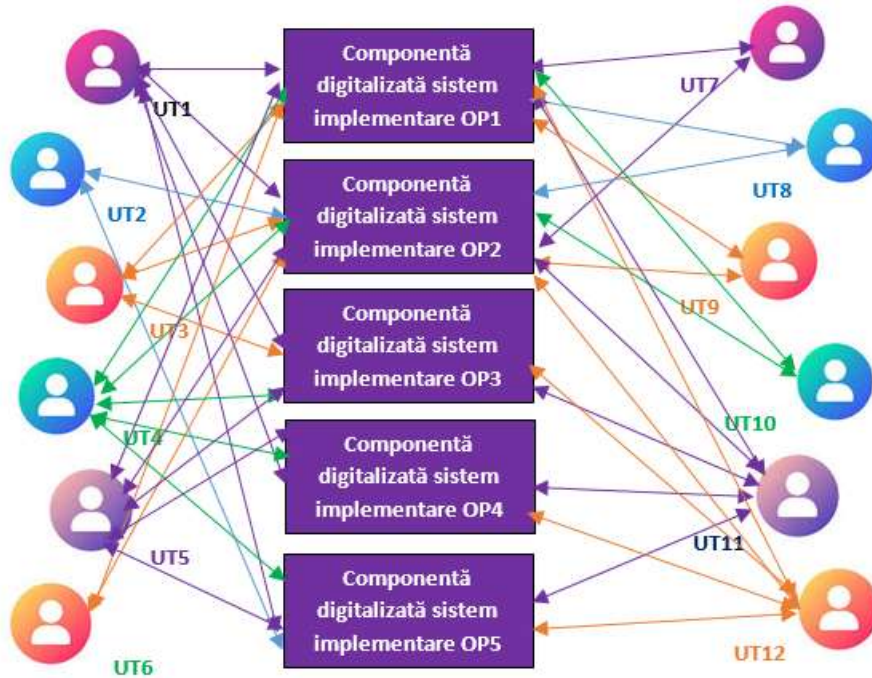 Componentă
digitalizată sistem
implementare OP1
Componentă
digitalizată sistem
implementare OP2
Componentă
digitalizată sistem
implementare OP3
Componentă
digitalizată sistem
implementare OP4
Componentă
digitalizată sistem
implementare OP5
UT1
UT2
UT3
UT4
UT5
UT6
UT7
UT8
UT9
UT10
UT11
UT12